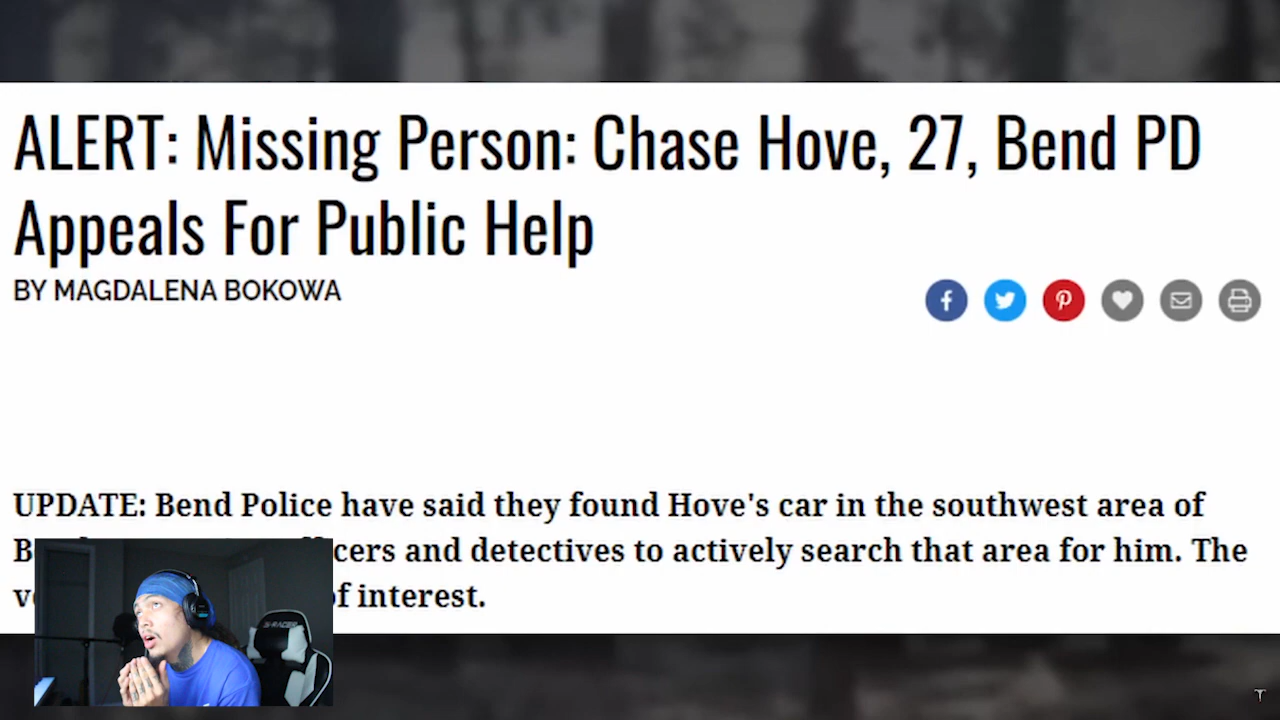 ALERT: Missing Person: Chase Hove, 27, Bend PD
Appeals For Public Help
BY MAGDALENA BOKOWA
UPDATE: Bend Police have said they found Hove's car in the southwest area of
cers and detectives to actively search that area for him. The
of interest.